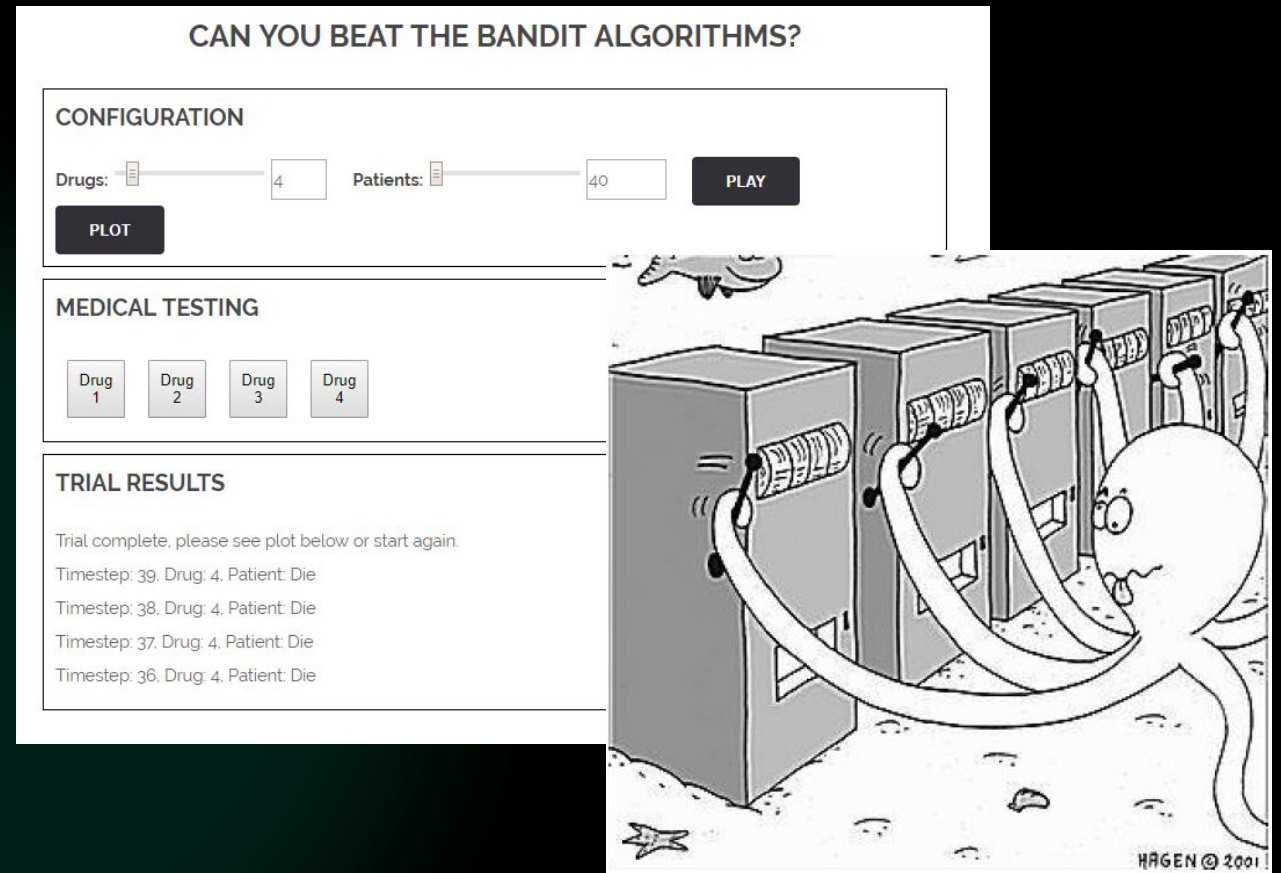 CAN YOU BEAT THE BANDIT ALGORITHMS?
CONFIGURATION
Drugs: 4 Patients: 40 PLAY
PLOT
MEDICAL TESTING
Drug 1 Drug 2 Drug 3 Drug 4
TRIAL RESULTS
Trial complete, please see plot below or start again.
Timestep: 39, Drug: 4, Patient: Die
Timestep: 38, Drug: 4, Patient: Die
Timestep: 37, Drug: 4, Patient: Die
Timestep: 36, Drug: 4, Patient: Die
HAGEN © 2001